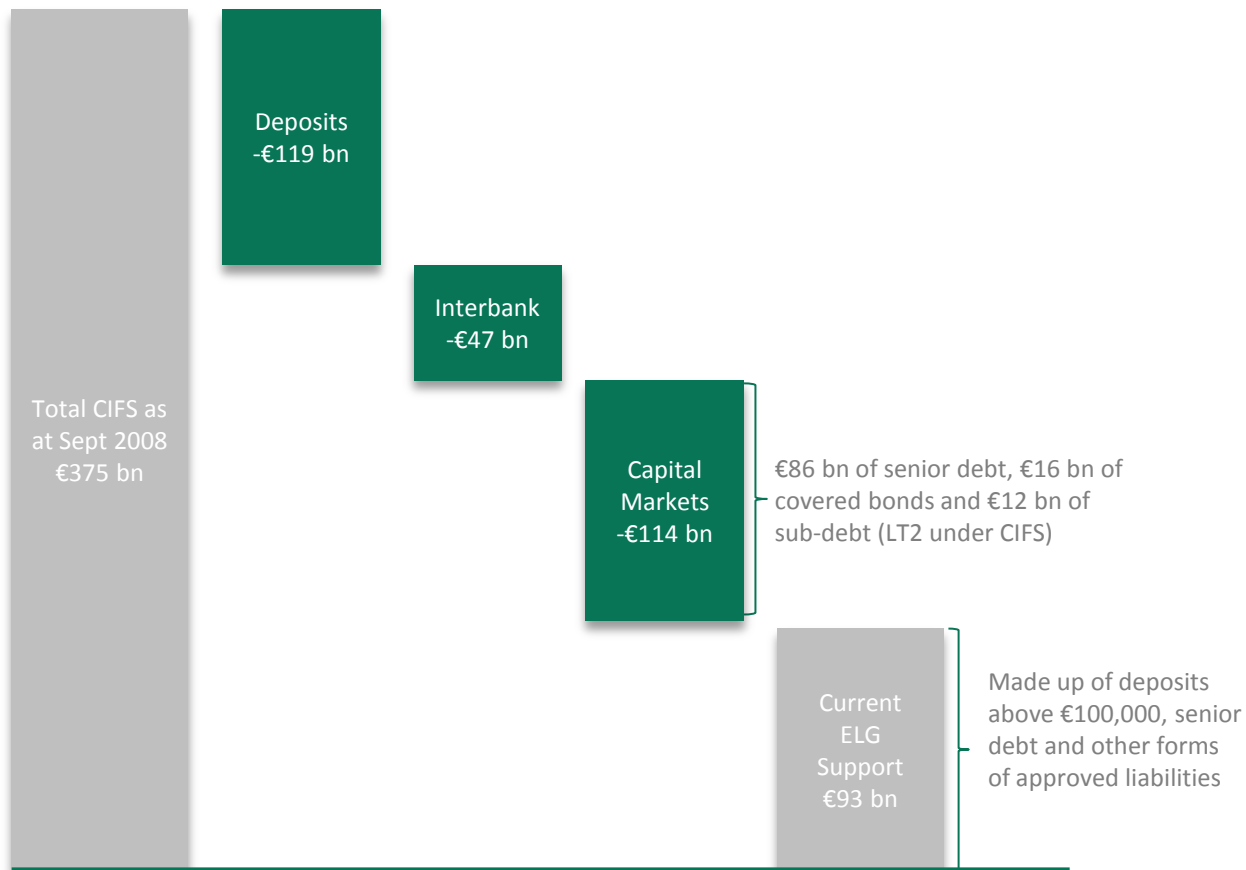 Deposits
-€119 bn
Interbank
-€47 bn
Total CIFS as
at Sept 2008
€375 bn
Capital
Markets
-€114 bn
€86 bn of senior debt, €16 bn of
covered bonds and €12 bn of
sub-debt (LT2 under CIFS)
Current
ELG
Support
€93 bn
Made up of deposits
above €100,000, senior
debt and other forms
of approved liabilities